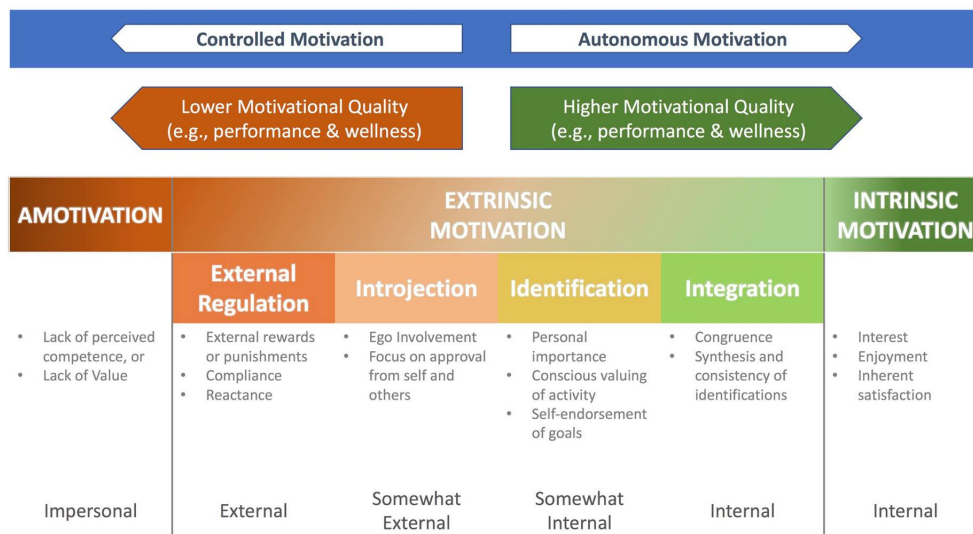 Controlled Motivation
Autonomous Motivation
Lower Motivational Quality
(e.g., performance & wellness)
Higher Motivational Quality
(e.g., performance & wellness)
AMOTIVATION
EXTRINSIC
MOTIVATION
INTRINSIC
MOTIVATION
External
Regulation
Introjection
Identification
Integration
• Lack of perceived
competence, or
• Lack of Value
• External rewards
or punishments
• Compliance
• Reactance
• Ego Involvement
• Focus on approval
from self and
others
• Personal
importance
• Conscious valuing
of activity
• Self-endorsement
of goals
• Congruence
• Synthesis and
consistency of
identifications
• Interest
• Enjoyment
• Inherent
satisfaction
Impersonal
External
Somewhat
External
Somewhat
Internal
Internal
Internal